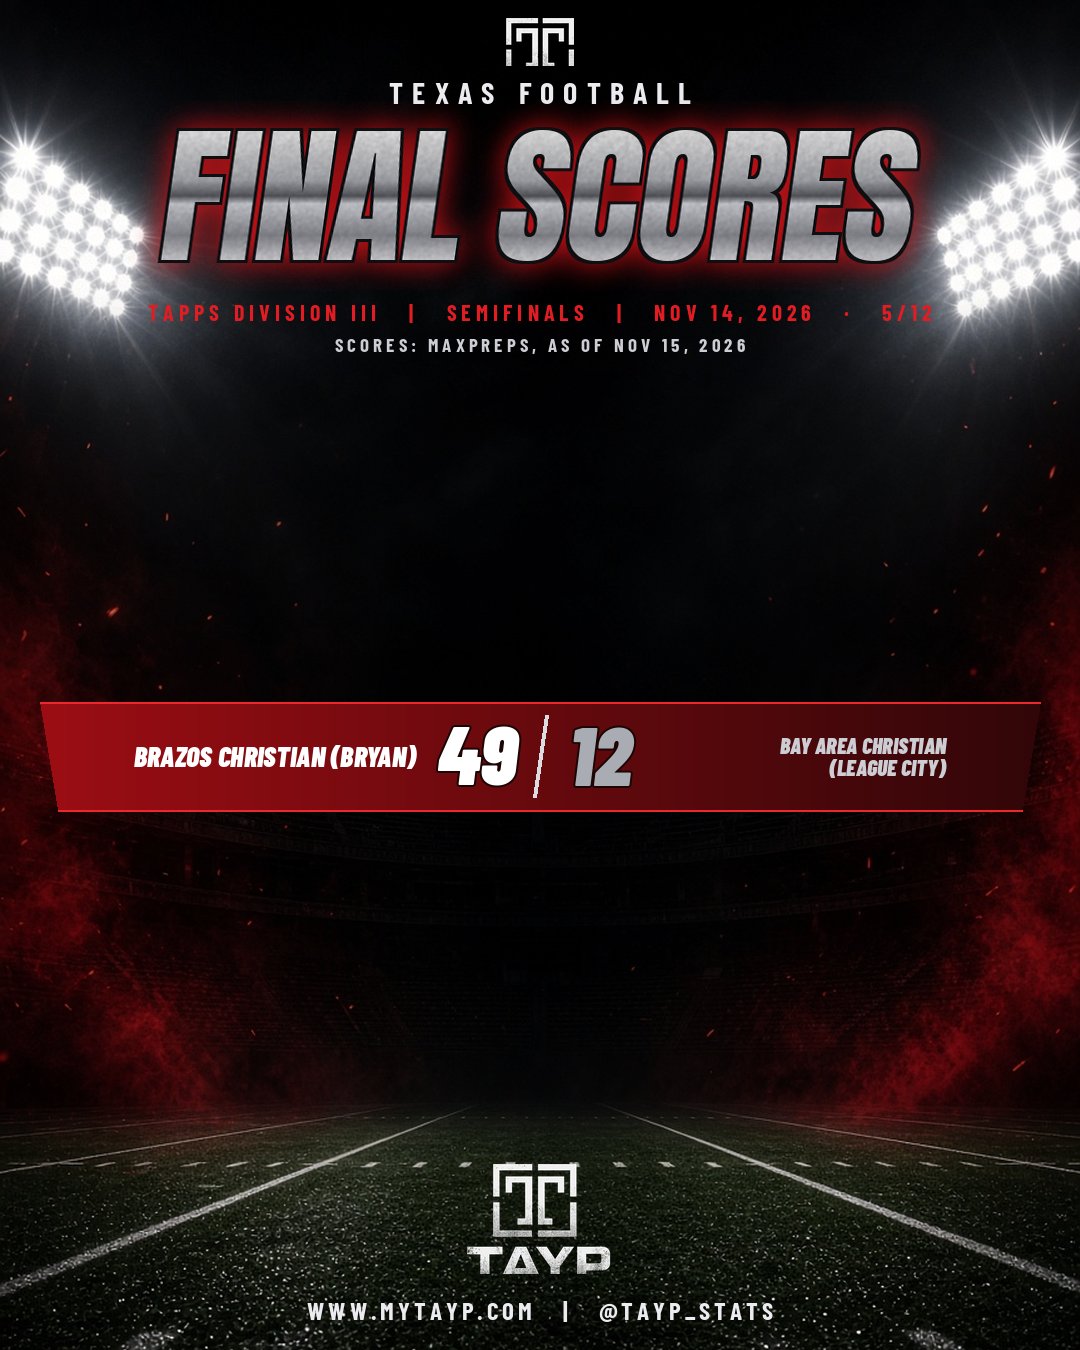 TEXAS FOOTBALL
FINAL SCORES
TAPPS DIVISION III | SEMIFINALS | NOV 14, 2026 · 5/12
SCORES: MAXPREPS, AS OF NOV 15, 2026
BRAZOS CHRISTIAN (BRYAN) 49 / 12 BAY AREA CHRISTIAN
(LEAGUE CITY)
TAYP
WWW.MYTAYP.COM | @TAYP_STATS